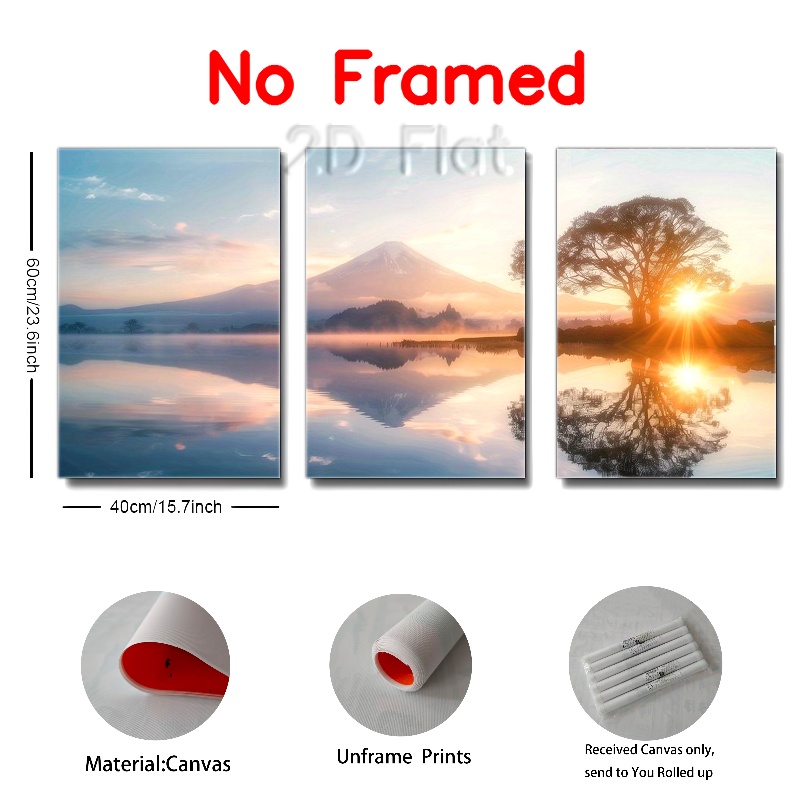 No Framed
2D Flat
60cm/23.6inch
40cm/15.7inch
Material:Canvas
Unframe Prints
Received Canvas only,
send to You Rolled up